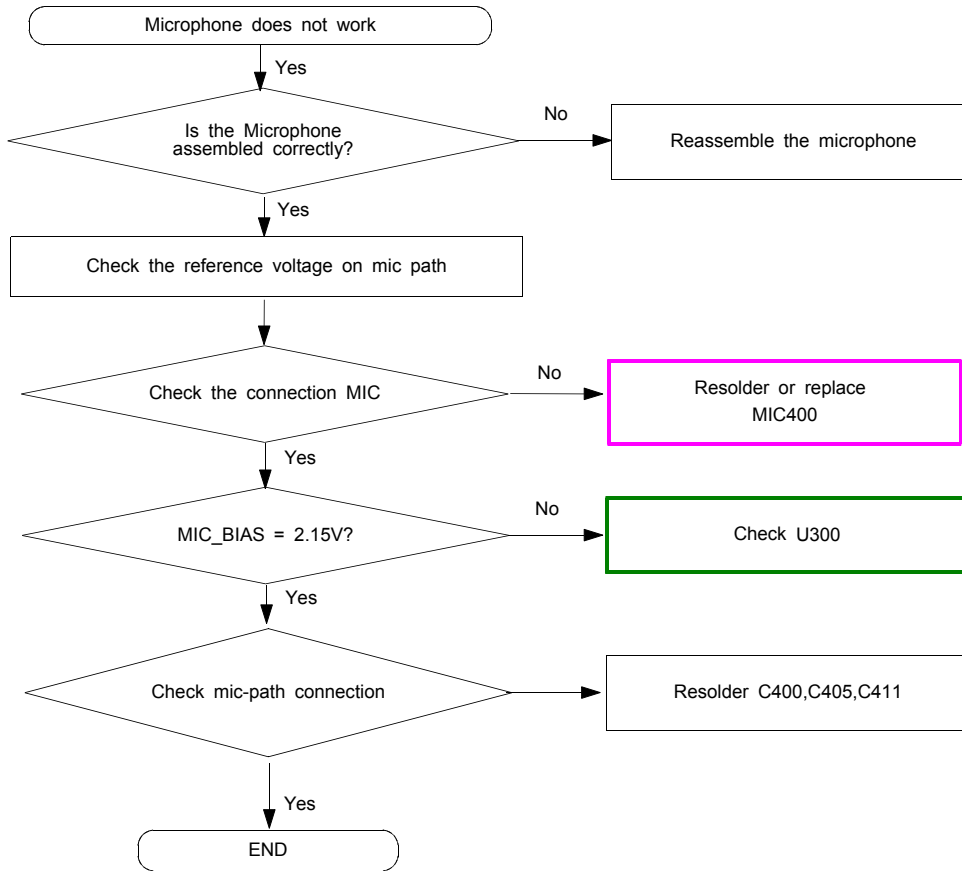 Microphone does not work
Yes
Is the Microphone
assembled correctly?
No
Reassemble the microphone
Yes
Check the reference voltage on mic path
Check the connection MIC
No
Resolder or replace
MIC400
Yes
MIC_BIAS = 2.15V?
No
Check U300
Yes
Check mic-path connection
Resolder C400,C405,C411
Yes
END